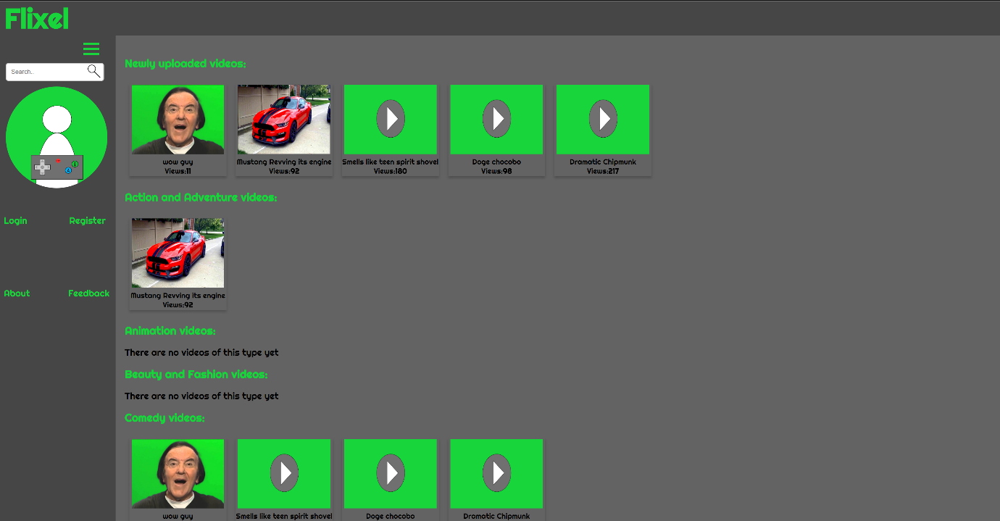 Flixel
Search..
Login Register
About Feedback
Newly uploaded videos:
wow guy
Views:11
Mustang Revving its engine
Views:92
Smells like teen spirit shovel
Views:180
Doge chocobo
Views:98
Dramatic Chipmunk
Views:217
Action and Adventure videos:
Mustang Revving its engine
Views:92
Animation videos:
There are no videos of this type yet
Beauty and Fashion videos:
There are no videos of this type yet
Comedy videos:
wow guy
Smells like teen spirit shovel
Doge chocobo
Dramatic Chipmunk